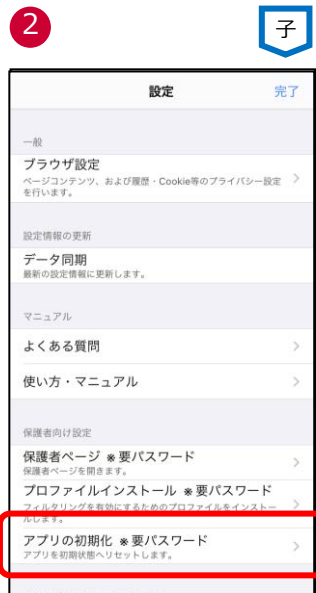 2
子
設定 完了
一般
ブラウザ設定
ページコンテンツ、および履歴・Cookie等のプライバシー設定
を行います。
設定情報の更新
データ同期
最新の設定情報に更新します。
マニュアル
よくある質問
使い方・マニュアル
保護者向け設定
保護者ページ ※要パスワード
保護者ページを開きます。
プロファイルインストール ※要パスワード
フィルタリングを有効にするためのプロファイルをインストー
ルします。
アプリの初期化 ※要パスワード
アプリを初期状態へリセットします。